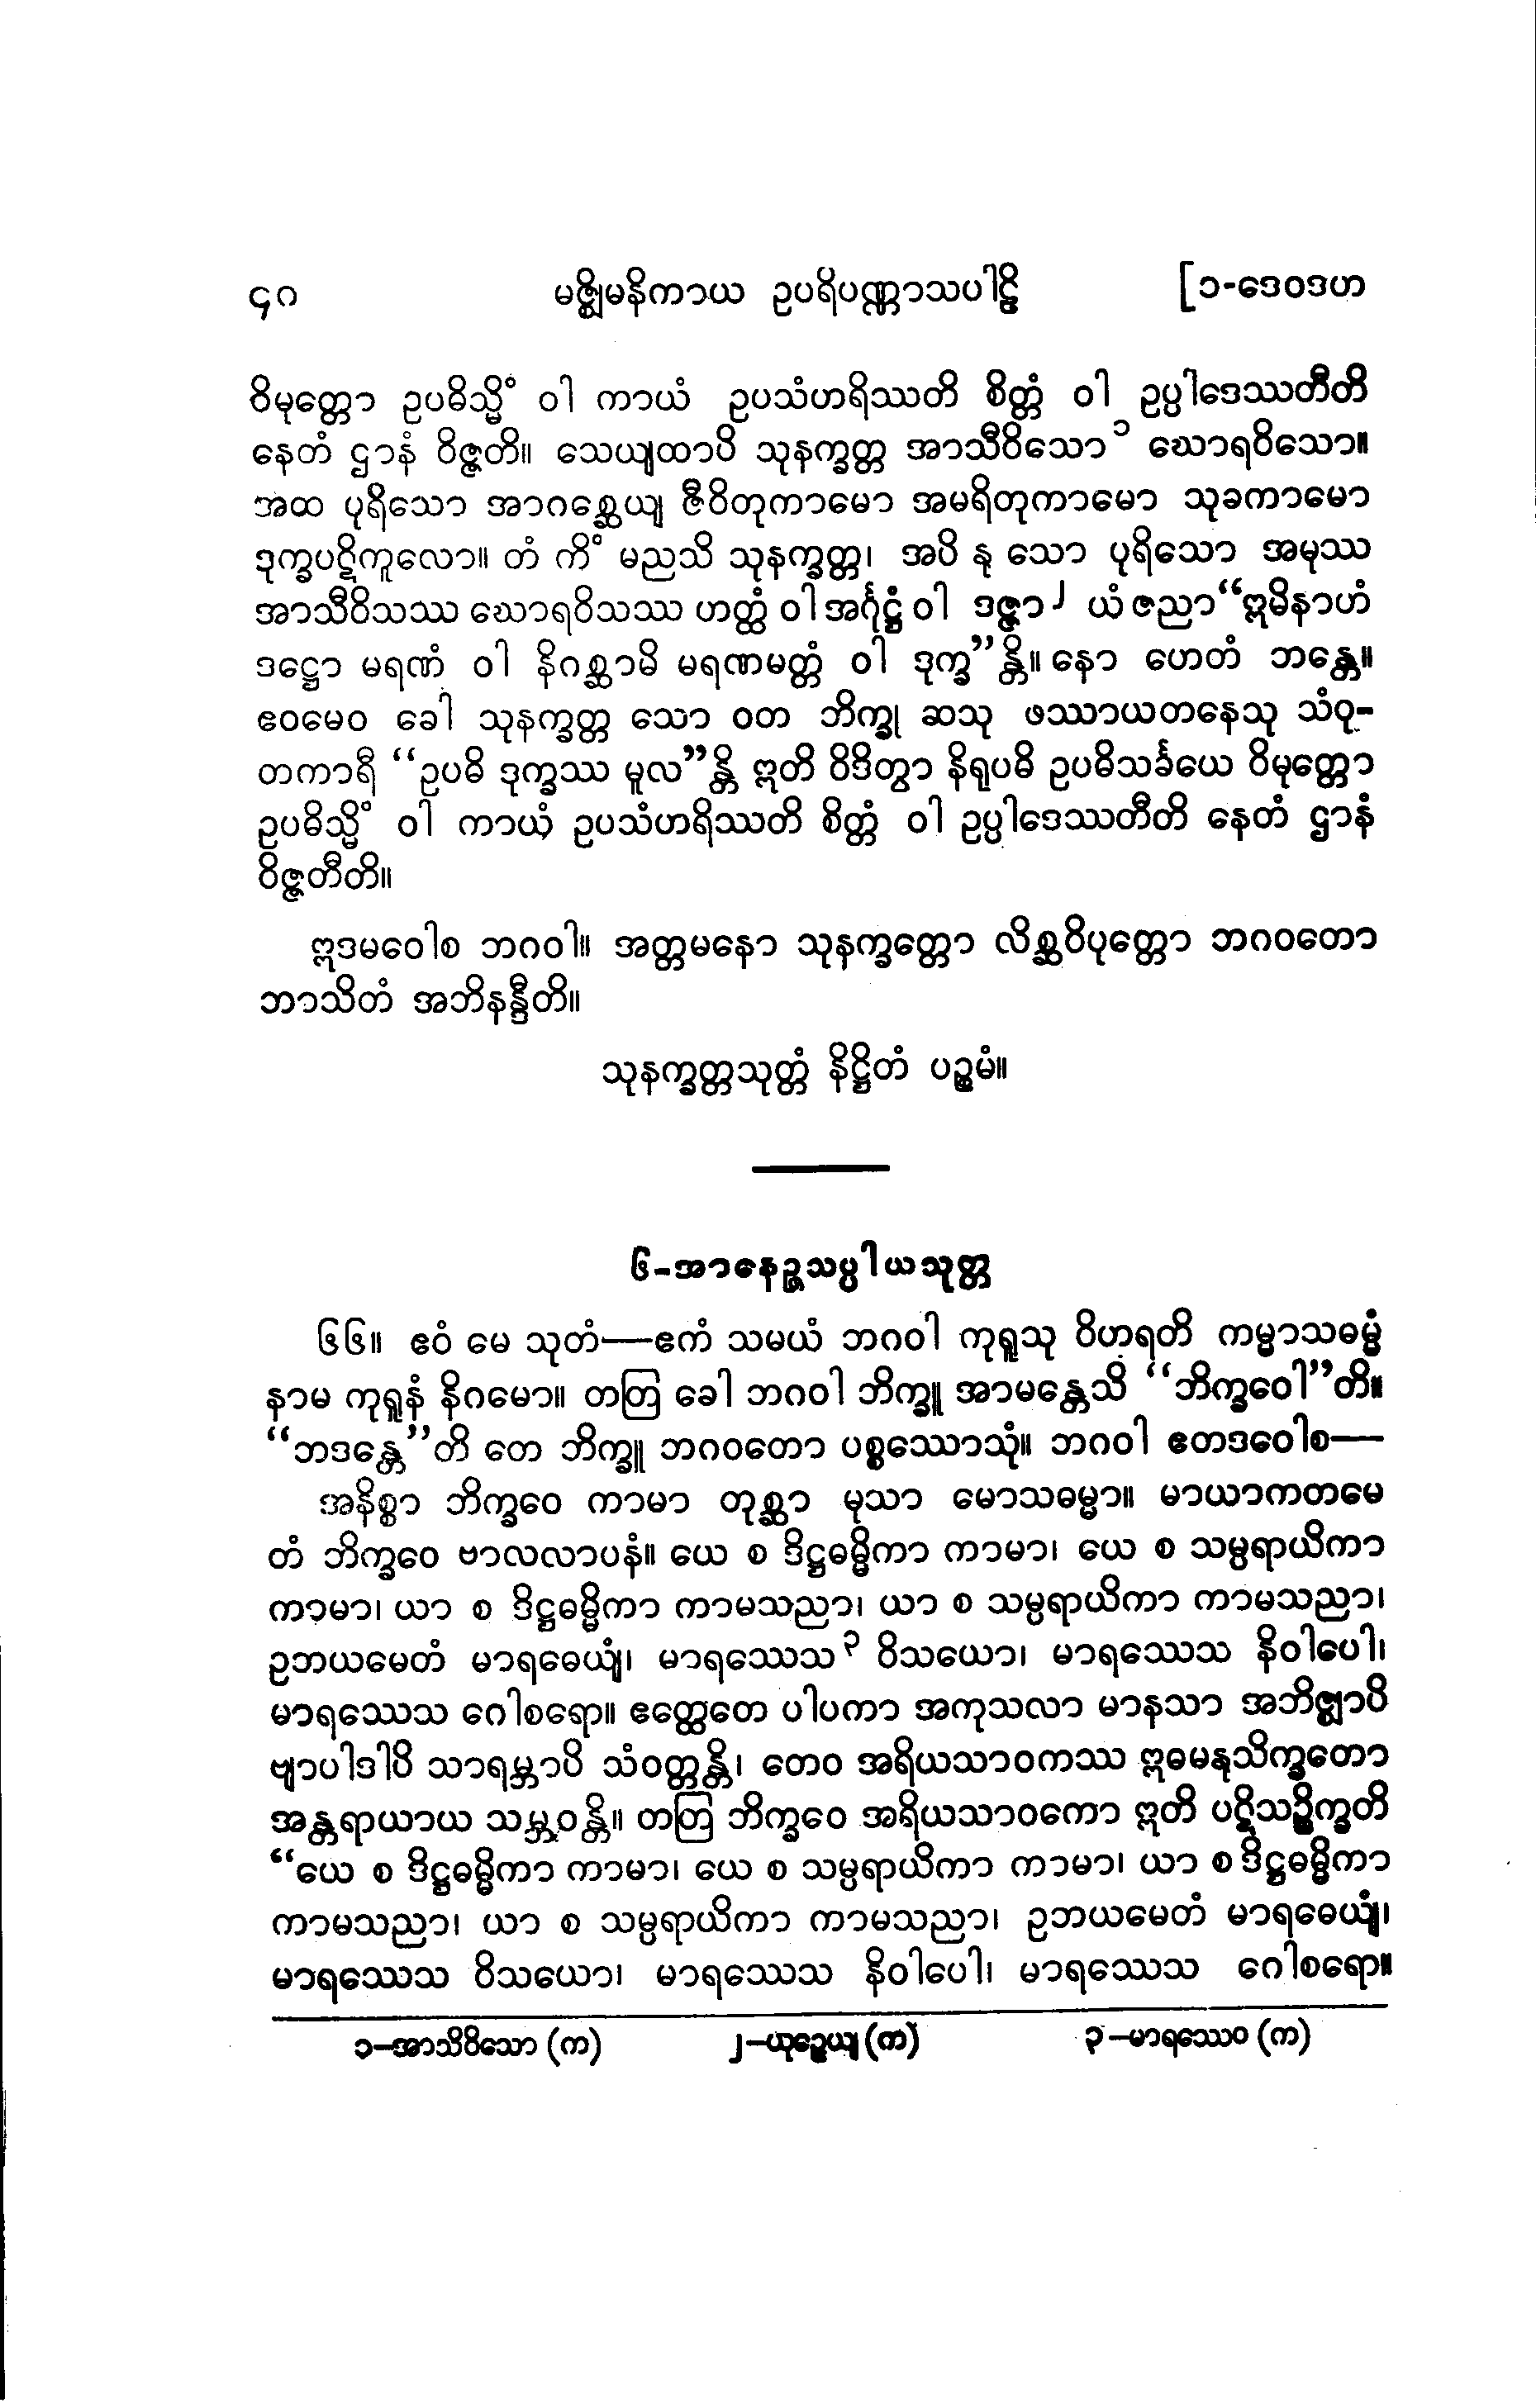 ၄၈ မဇ္ဈိမနိကာယ ဥပရိပဏ္ဏာသပါဠိ [၁-ဒေဝဒဟ
ဝိမုတ္တော ဥပဓိသ္မိံ ဝါ ကာယံ ဥပသံဟရိဿတိ စိတ္တံ ဝါ ဥပ္ပါဒေဿတီတိ
နေတံ ဌာနံ ဝိဇ္ဇတိ။ သေယျထာပိ သုနက္ခတ္တ အာသီဝိသော ၁ ဃောရဝိသော။
အထ ပုရိသော အာဂစ္ဆေယျ ဇီဝိတုကာမော အမရိတုကာမော သုခကာမော
ဒုက္ခပဋိကူလော။ တံ ကိံ မညသိ သုနက္ခတ္တ၊ အပိ နု သော ပုရိသော အမုဿ
အာသီဝိသဿ ဃောရဝိသဿ ဟတ္ထံ ဝါ အင်္ဂုဋ္ဌံ ဝါ ဒဇ္ဇာ ၂ ယံ ဇညာ “ဣမိနာဟံ
ဒဋ္ဌော မရဏံ ဝါ နိဂစ္ဆာမိ မရဏမတ္တံ ဝါ ဒုက္ခ”န္တိ။ နော ဟေတံ ဘန္တေ။
ဧဝမေဝ ခေါ သုနက္ခတ္တ သော ဝတ ဘိက္ခု ဆသု ဖဿာယတနေသု သံဝု-
တကာရီ “ဥပဓိ ဒုက္ခဿ မူလ”န္တိ ဣတိ ဝိဒိတွာ နိရုပဓိ ဥပဓိသင်္ခယေ ဝိမုတ္တော
ဥပဓိသ္မိံ ဝါ ကာယံ ဥပသံဟရိဿတိ စိတ္တံ ဝါ ဥပ္ပါဒေဿတီတိ နေတံ ဌာနံ
ဝိဇ္ဇတီတိ။
ဣဒမဝေါစ ဘဂဝါ။ အတ္တမနော သုနက္ခတ္တော လိစ္ဆဝိပုတ္တော ဘဂဝတော
ဘာသိတံ အဘိနန္ဒီတိ။
သုနက္ခတ္တသုတ္တံ နိဋ္ဌိတံ ပဉ္စမံ။
၆-အာနေဉ္ဇသပ္ပါယသုတ္တ
၆၆။ ဧဝံ မေ သုတံ—ဧကံ သမယံ ဘဂဝါ ကုရူသု ဝိဟရတိ ကမ္မာသဓမ္မံ
နာမ ကုရူနံ နိဂမော။ တတြ ခေါ ဘဂဝါ ဘိက္ခူ အာမန္တေသိ “ဘိက္ခဝေါ”တိ။
“ဘဒန္တေ”တိ တေ ဘိက္ခူ ဘဂဝတော ပစ္စဿောသုံ။ ဘဂဝါ ဧတဒဝေါစ—
အနိစ္စာ ဘိက္ခဝေ ကာမာ တုစ္ဆာ မုသာ မောသဓမ္မာ။ မာယာကတမေ
တံ ဘိက္ခဝေ ဗာလလာပနံ။ ယေ စ ဒိဋ္ဌဓမ္မိကာ ကာမာ၊ ယေ စ သမ္ပရာယိကာ
ကာမာ၊ ယာ စ ဒိဋ္ဌဓမ္မိကာ ကာမသညာ၊ ယာ စ သမ္ပရာယိကာ ကာမသညာ၊
ဥဘယမေတံ မာရဓေယျံ၊ မာရဿေသ ၃ ဝိသယော၊ မာရဿေသ နိဝါပေါ၊
မာရဿေသ ဂေါစရော။ ဧတ္ထေတေ ပါပကာ အကုသလာ မာနသာ အဘိဇ္ဈာပိ
ဗျာပါဒါပိ သာရမ္ဘာပိ သံဝတ္တန္တိ၊ တေဝ အရိယသာဝကဿ ဣဓမနုသိက္ခတော
အန္တရာယာယ သမ္ဘဝန္တိ။ တတြ ဘိက္ခဝေ အရိယသာဝကော ဣတိ ပဋိသဉ္စိက္ခတိ
“ယေ စ ဒိဋ္ဌဓမ္မိကာ ကာမာ၊ ယေ စ သမ္ပရာယိကာ ကာမာ၊ ယာ စ ဒိဋ္ဌဓမ္မိကာ
ကာမသညာ၊ ယာ စ သမ္ပရာယိကာ ကာမသညာ၊ ဥဘယမေတံ မာရဓေယျံ၊
မာရဿေသ ဝိသယော၊ မာရဿေသ နိဝါပေါ၊ မာရဿေသ ဂေါစရော။
၁—အာသိဝိသော (က) ၂—ယုဉ္ဇေယျ (က) ၃—မာရဿေဝ (က)